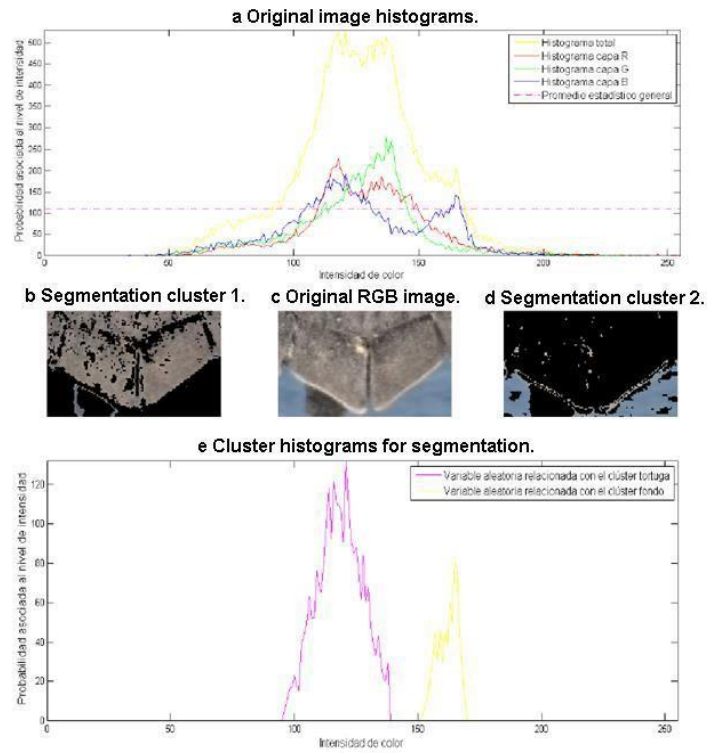 a Original image histograms.
Probabilidad asociada al nivel de intensidad
500
450
400
350
300
250
200
150
100
50
0
Histograma total
Histograma capa R
Histograma capa G
Histograma capa B
Promedio estadístico general
0 50 100 150 200 250
Intensidad de color
b Segmentation cluster 1.
c Original RGB image.
d Segmentation cluster 2.
e Cluster histograms for segmentation.
Probabilidad asociada al nivel de intensidad
120
100
80
60
40
20
0
Variable aleatoria relacionada con el clúster tortuga
Variable aleatoria relacionada con el clúster fondo
0 50 100 150 200 250
Intensidad de color